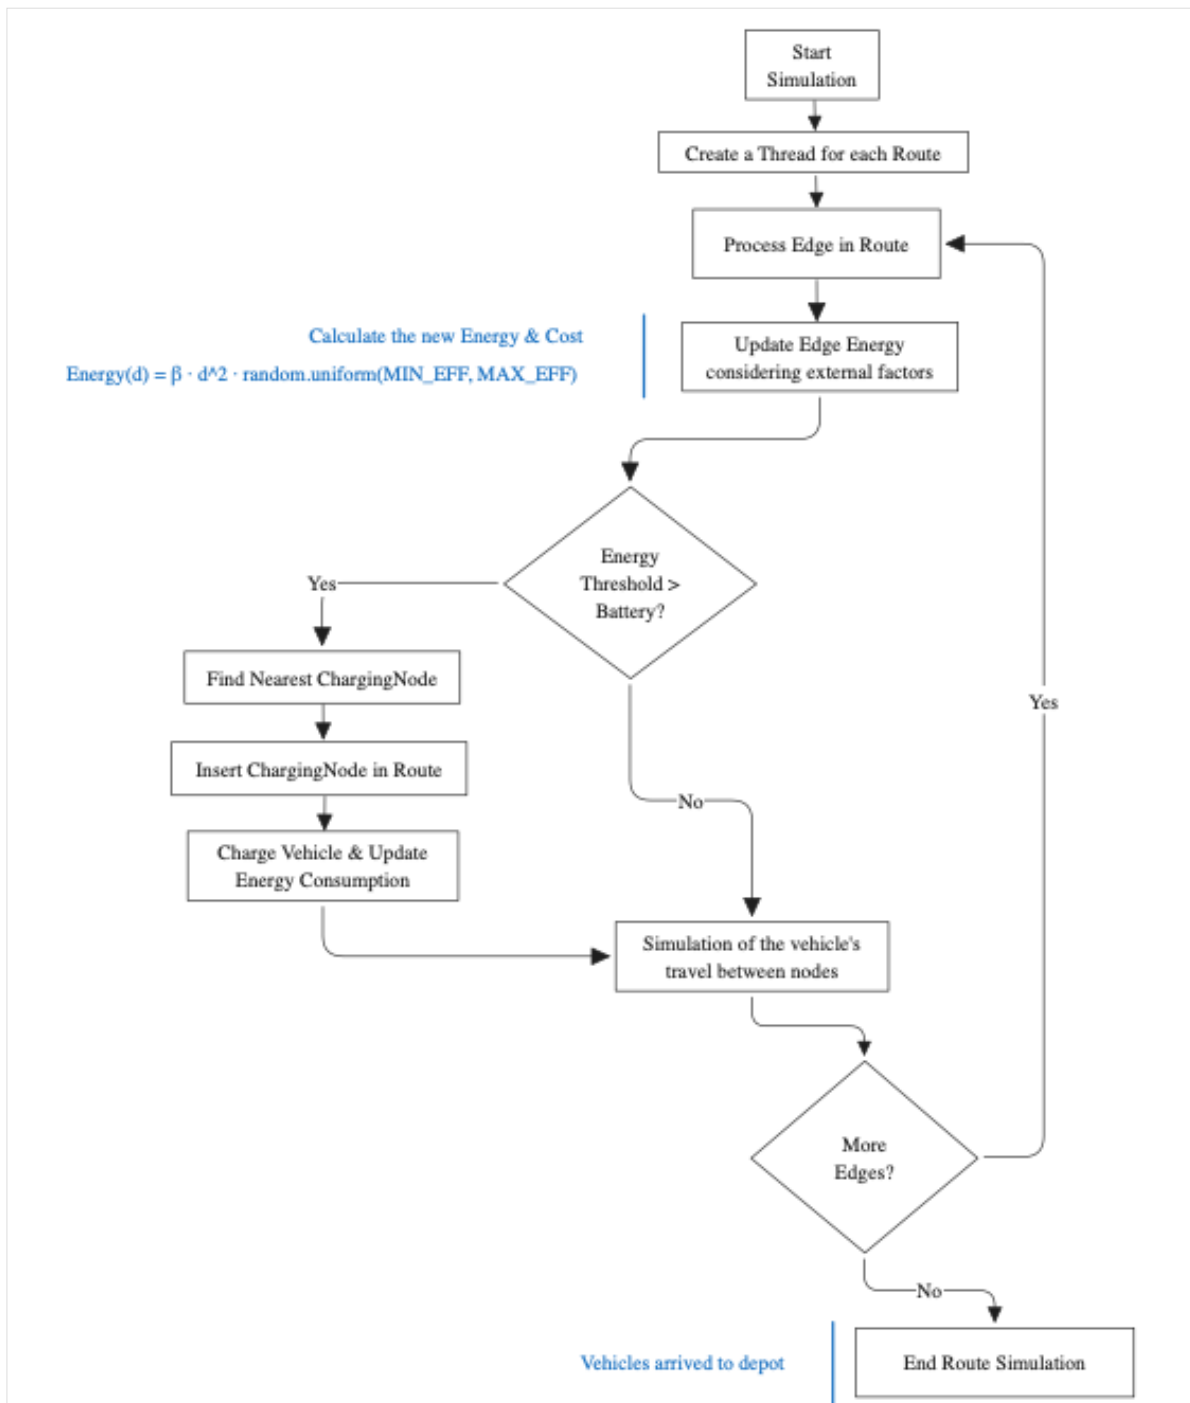 Start
Simulation
Create a Thread for each Route
Process Edge in Route
Calculate the new Energy & Cost
Energy(d) = β · d^2 · random.uniform(MIN_EFF, MAX_EFF)
Update Edge Energy
considering external factors
Energy
Threshold >
Battery?
Yes
Find Nearest ChargingNode
Insert ChargingNode in Route
Charge Vehicle & Update
Energy Consumption
No
Yes
Simulation of the vehicle's
travel between nodes
More
Edges?
No
Vehicles arrived to depot
End Route Simulation